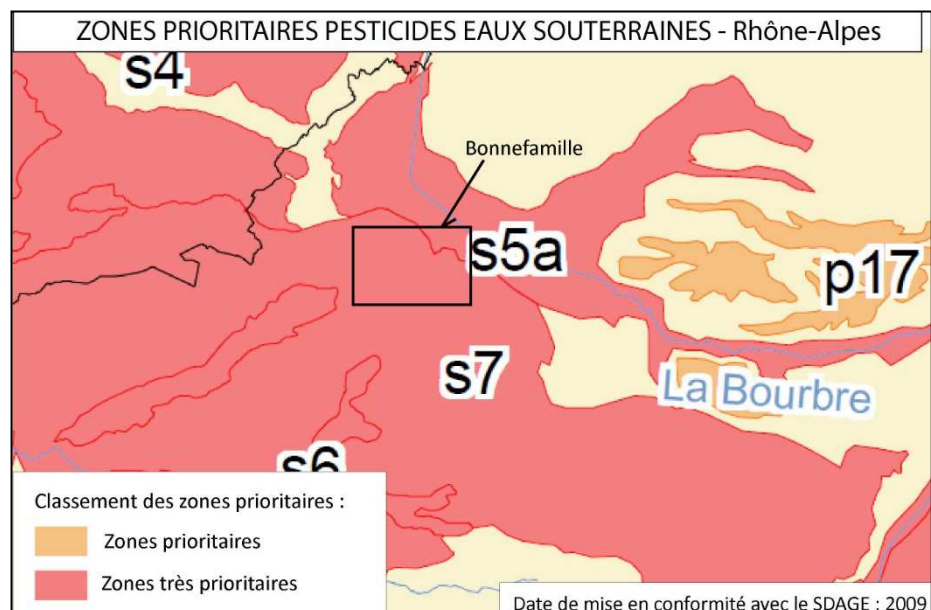 ZONES PRIORITAIRES PESTICIDES EAUX SOUTERRAINES - Rhône-Alpes
s4
Bonnefamille
s5a
p17
s7
La Bourbre
s6
Classement des zones prioritaires :
Zones prioritaires
Zones très prioritaires
Date de mise en conformité avec le SDAGE : 2009